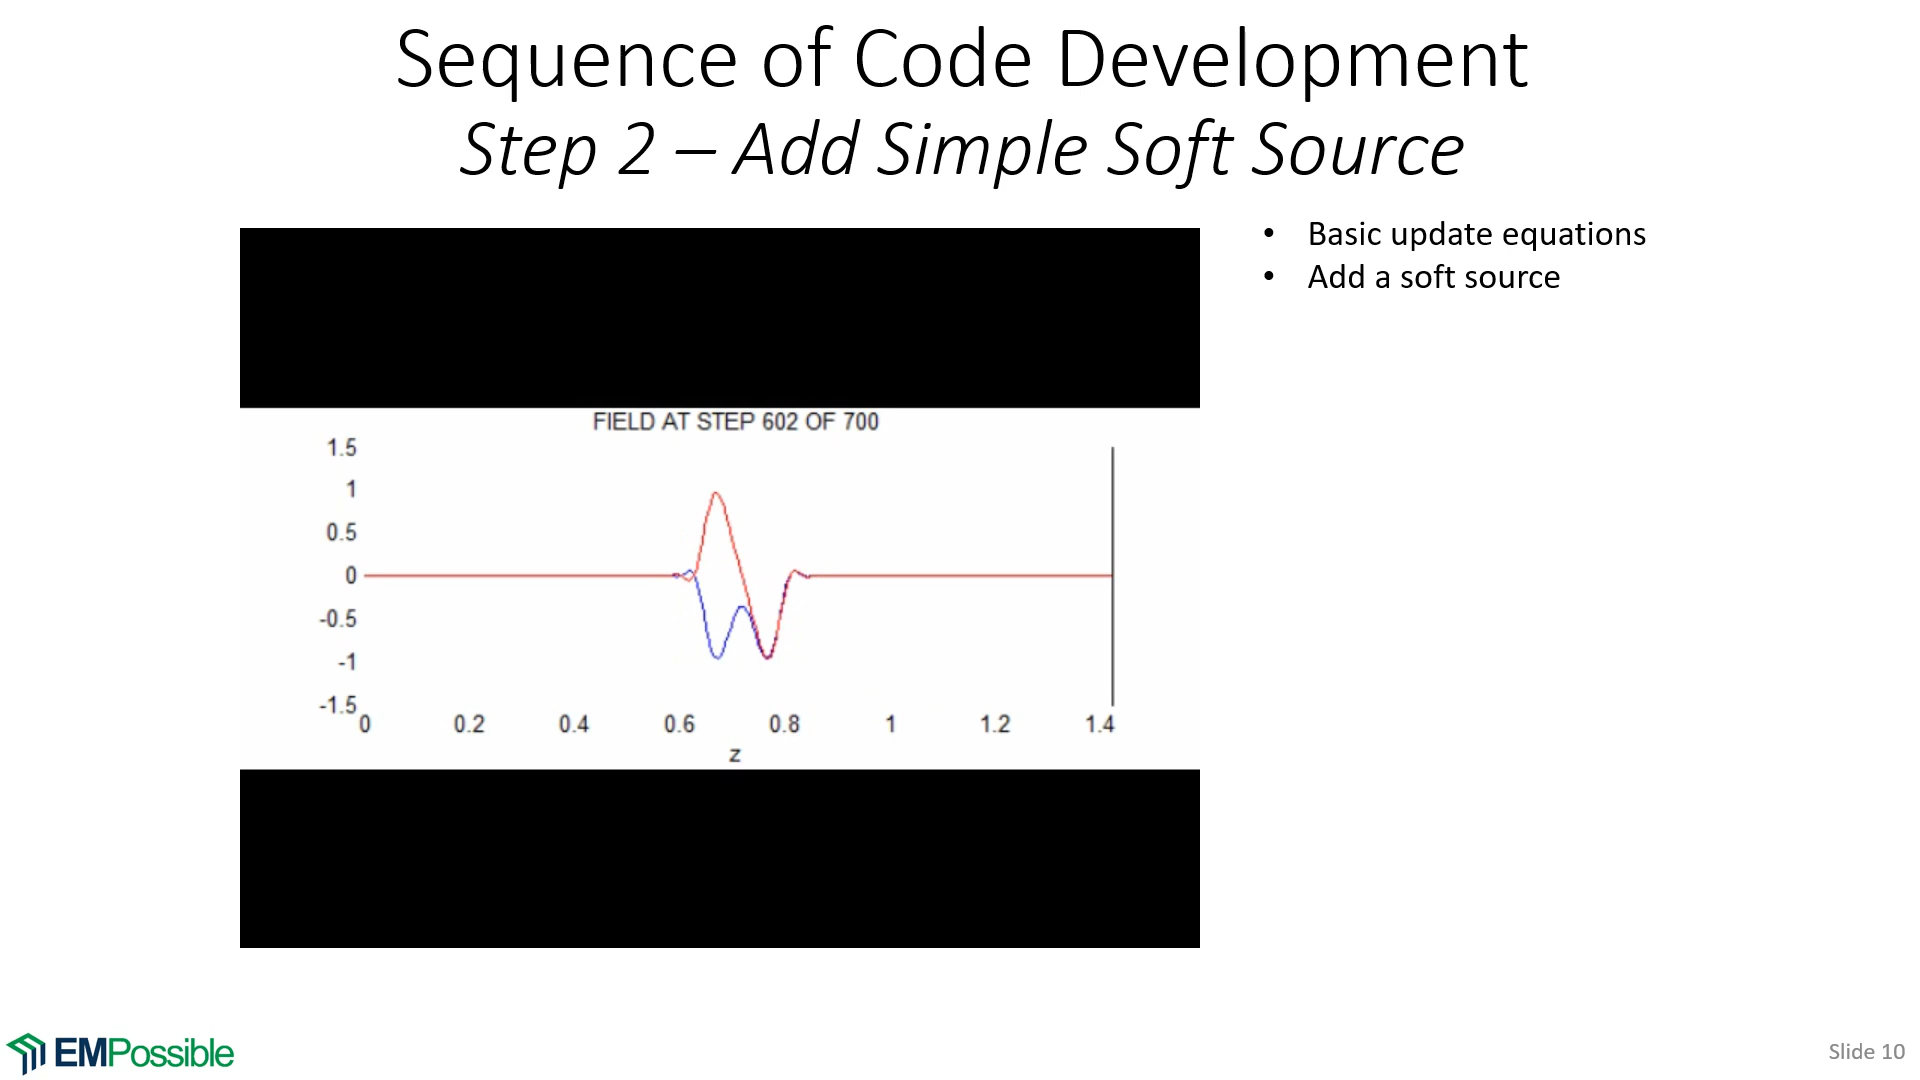 Sequence of Code Development
Step 2 – Add Simple Soft Source
• Basic update equations
• Add a soft source
FIELD AT STEP 602 OF 700
1.5
1
0.5
0
-0.5
-1
-1.5
0 0.2 0.4 0.6 0.8 1 1.2 1.4
z
EMPossible
Slide 10